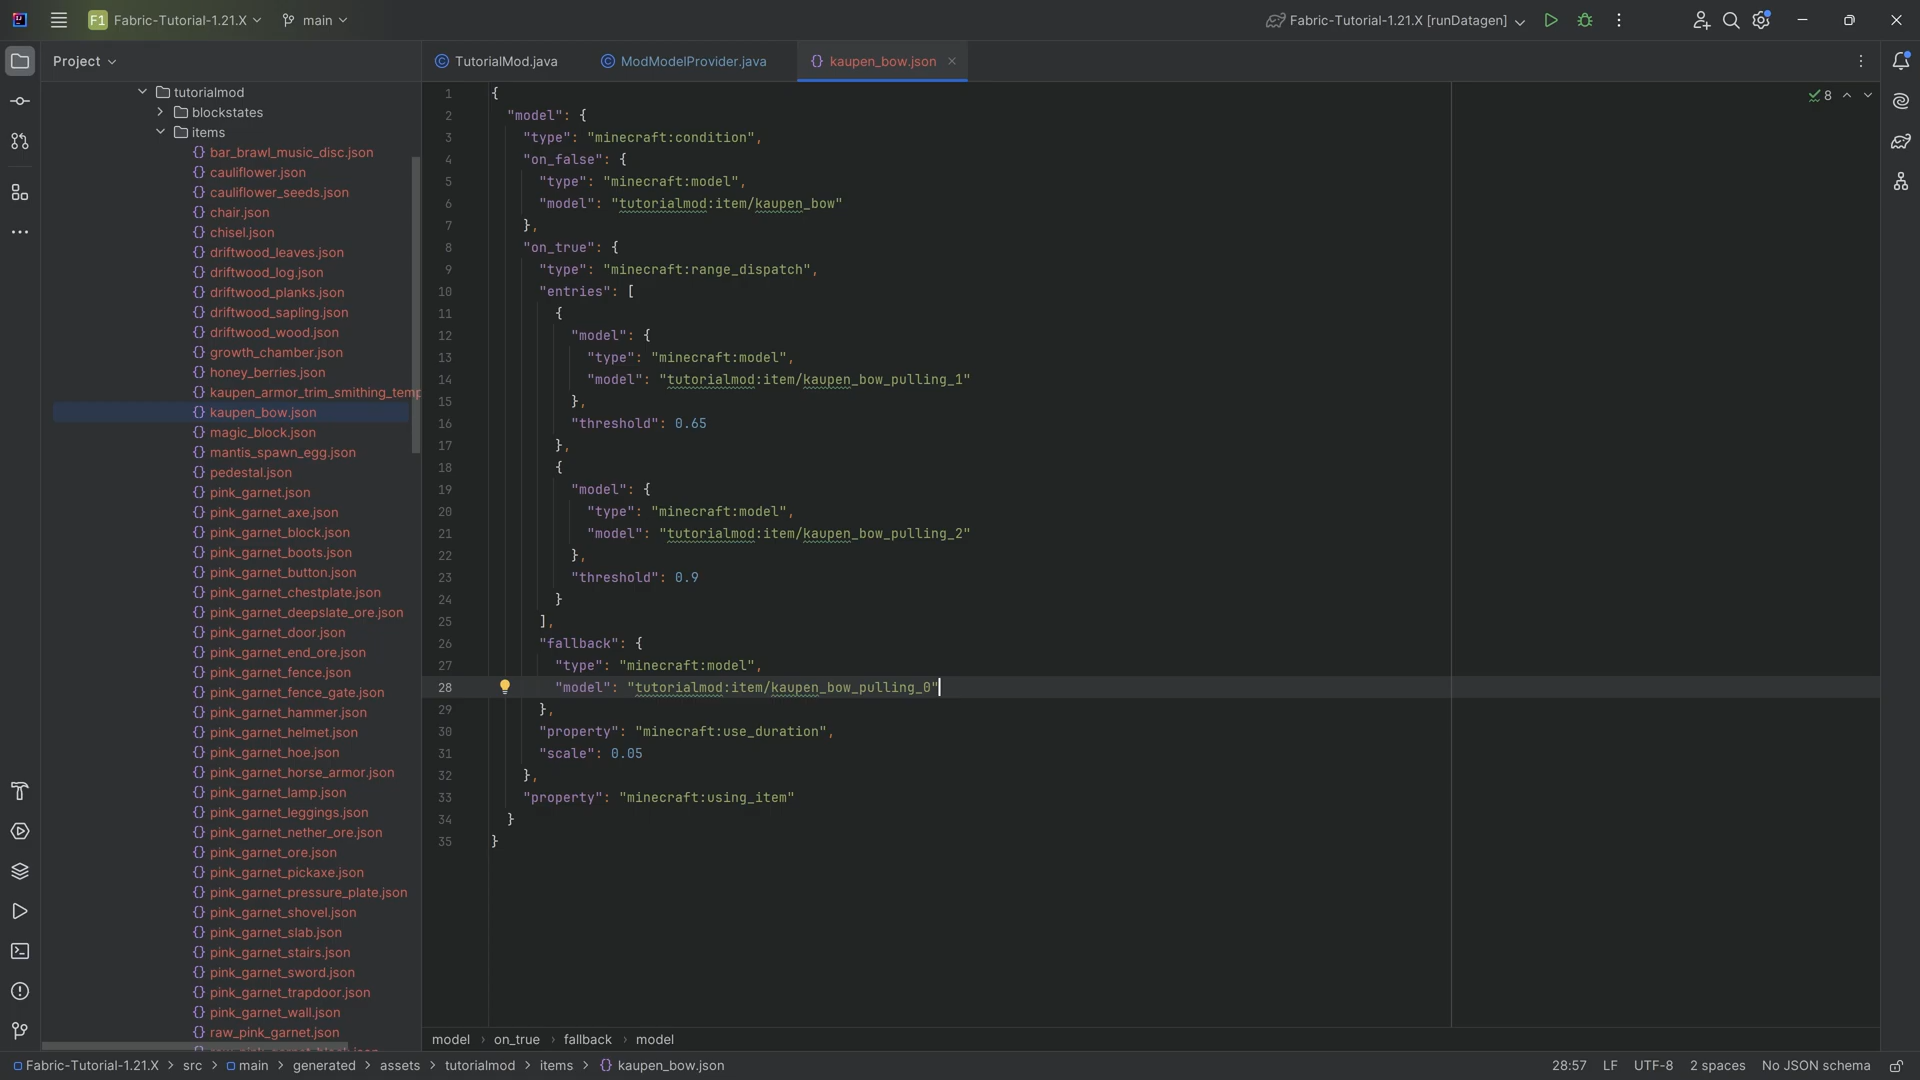 F1 Fabric-Tutorial-1.21.X main Fabric-Tutorial-1.21.X [runDatagen]
Project
TutorialMod.java ModModelProvider.java {} kaupen_bow.json
tutorialmod
blockstates
items
{} bar_brawl_music_disc.json
{} cauliflower.json
{} cauliflower_seeds.json
{} chair.json
{} chisel.json
{} driftwood_leaves.json
{} driftwood_log.json
{} driftwood_planks.json
{} driftwood_sapling.json
{} driftwood_wood.json
{} growth_chamber.json
{} honey_berries.json
{} kaupen_armor_trim_smithing_temp
{} kaupen_bow.json
{} magic_block.json
{} mantis_spawn_egg.json
{} pedestal.json
{} pink_garnet.json
{} pink_garnet_axe.json
{} pink_garnet_block.json
{} pink_garnet_boots.json
{} pink_garnet_button.json
{} pink_garnet_chestplate.json
{} pink_garnet_deepslate_ore.json
{} pink_garnet_door.json
{} pink_garnet_end_ore.json
{} pink_garnet_fence.json
{} pink_garnet_fence_gate.json
{} pink_garnet_hammer.json
{} pink_garnet_helmet.json
{} pink_garnet_hoe.json
{} pink_garnet_horse_armor.json
{} pink_garnet_lamp.json
{} pink_garnet_leggings.json
{} pink_garnet_nether_ore.json
{} pink_garnet_ore.json
{} pink_garnet_pickaxe.json
{} pink_garnet_pressure_plate.json
{} pink_garnet_shovel.json
{} pink_garnet_slab.json
{} pink_garnet_stairs.json
{} pink_garnet_sword.json
{} pink_garnet_trapdoor.json
{} pink_garnet_wall.json
{} raw_pink_garnet.json
8
1 {
2 "model": {
3 "type": "minecraft:condition",
4 "on_false": {
5 "type": "minecraft:model",
6 "model": "tutorialmod:item/kaupen_bow"
7 },
8 "on_true": {
9 "type": "minecraft:range_dispatch",
10 "entries": [
11 {
12 "model": {
13 "type": "minecraft:model",
14 "model": "tutorialmod:item/kaupen_bow_pulling_1"
15 },
16 "threshold": 0.65
17 },
18 {
19 "model": {
20 "type": "minecraft:model",
21 "model": "tutorialmod:item/kaupen_bow_pulling_2"
22 },
23 "threshold": 0.9
24 }
25 ],
26 "fallback": {
27 "type": "minecraft:model",
28 "model": "tutorialmod:item/kaupen_bow_pulling_0"
29 },
30 "property": "minecraft:use_duration",
31 "scale": 0.05
32 },
33 "property": "minecraft:using_item"
34 }
35 }
model › on_true › fallback › model
Fabric-Tutorial-1.21.X > src > main > generated > assets > tutorialmod > items > {} kaupen_bow.json
28:57 LF UTF-8 2 spaces No JSON schema